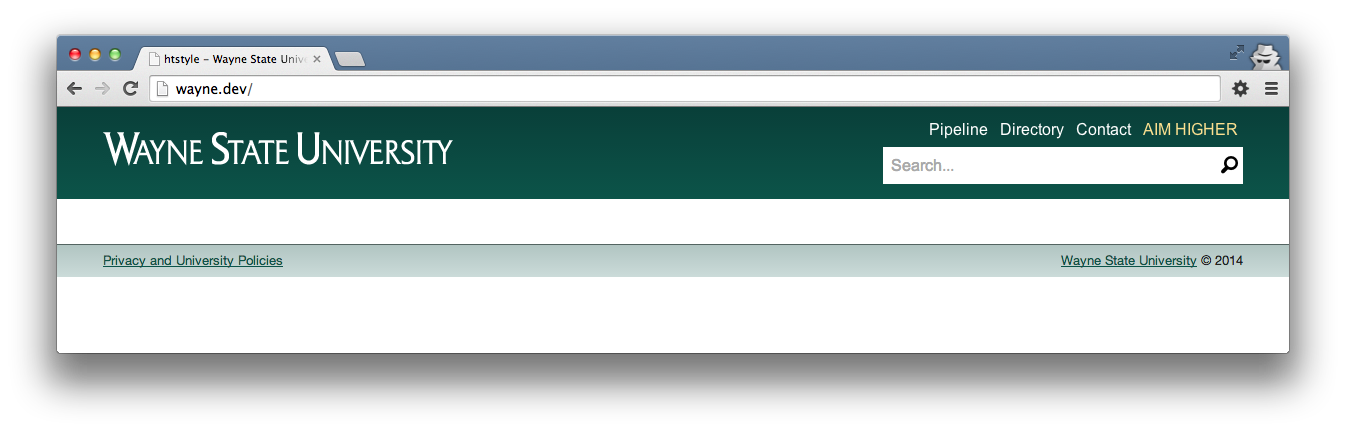 htstyle – Wayne State Univ
wayne.dev/
WAYNE STATE UNIVERSITY
Pipeline Directory Contact AIM HIGHER
Search...
Privacy and University Policies
Wayne State University © 2014